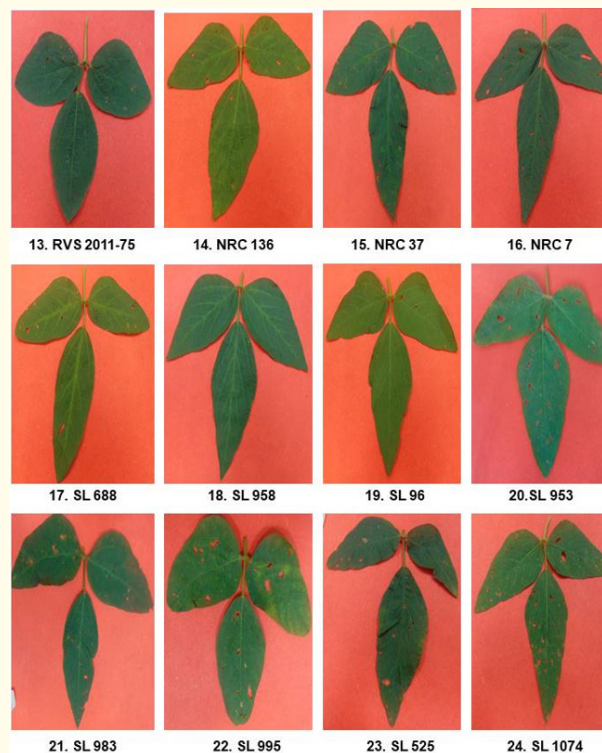 13. RVS 2011-75 14. NRC 136 15. NRC 37 16. NRC 7
17. SL 688 18. SL 958 19. SL 96 20.SL 953
21. SL 983 22. SL 995 23. SL 525 24. SL 1074